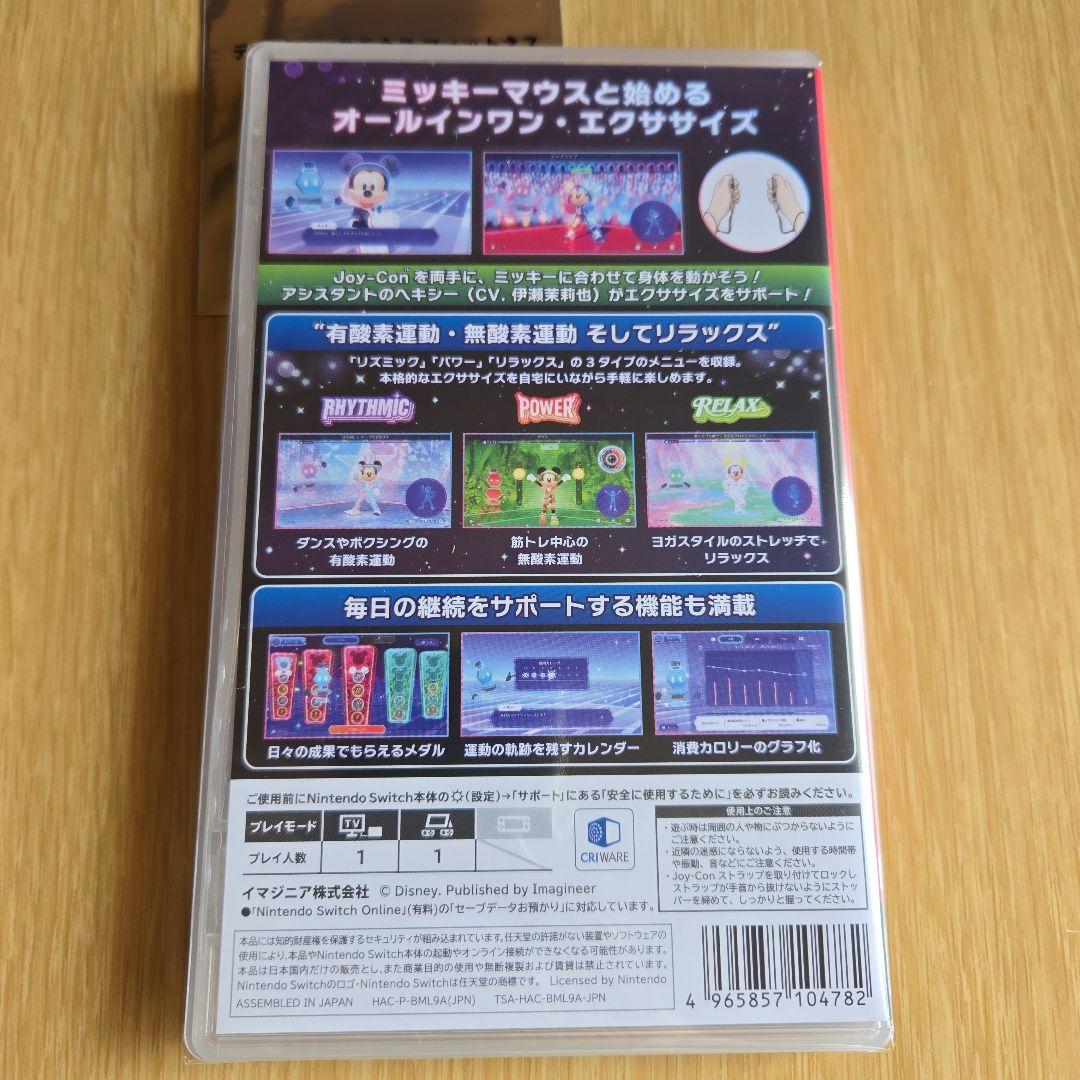 ミッキーマウスと始める
オールインワン・エクササイズ
Joy-Con™を両手に、ミッキーに合わせて身体を動かそう！
アシスタントのヘキシー（CV. 伊瀬茉莉也）がエクササイズをサポート！
“有酸素運動・無酸素運動 そしてリラックス”
「リズミック」「パワー」「リラックス」の3タイプのメニューを収録。
本格的なエクササイズを自宅にいながら手軽に楽しめます。
RHYTHMIC
POWER
RELAX
ダンスやボクシングの
有酸素運動
筋トレ中心の
無酸素運動
ヨガスタイルのストレッチで
リラックス
毎日の継続をサポートする機能も満載
日々の成果でもらえるメダル
運動の軌跡を残すカレンダー
消費カロリーのグラフ化
ご使用前にNintendo Switch本体の(設定)→「サポート」にある「安全に使用するために」を必ずお読みください。
プレイモード
TV
プレイ人数
1
1
CRIWARE
使用上のご注意
・遊ぶ時は周囲の人や物にぶつからないように
ご注意ください。
・近隣の迷惑にならないよう、使用する時間帯
や振動、音などにご注意ください。
・Joy-Con ストラップを取り付けてロックし
ストラップが手首から抜けないようにストッ
パーを締めて、しっかりと握ってください。
イマジニア株式会社 © Disney. Published by Imagineer
●「Nintendo Switch Online」(有料)の「セーブデータお預かり」に対応しています。
本品には知的財産権を保護するセキュリティが組み込まれています。任天堂の許諾がない装置やソフトウェアの
使用により、本品やNintendo Switch本体の起動やオンライン接続ができなくなる可能性があります。
本品は日本国内だけの販売とし、また商業目的の使用や無断複製および賃貸は禁止されています。
Nintendo Switchのロゴ・Nintendo Switchは任天堂の商標です。 Licensed by Nintendo
ASSEMBLED IN JAPAN HAC-P-BML9A(JPN) TSA-HAC-BML9A-JPN
4 965857 104782